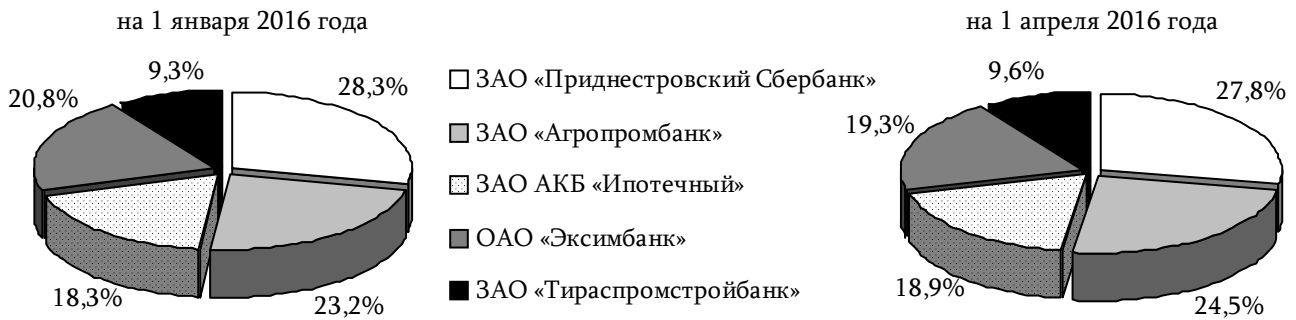 на 1 января 2016 года
9,3%
28,3%
20,8%
18,3%
23,2%
ЗАО «Приднестровский Сбербанк»
ЗАО «Агропромбанк»
ЗАО АКБ «Ипотечный»
ОАО «Эксимбанк»
ЗАО «Тираспромстройбанк»
на 1 апреля 2016 года
9,6%
27,8%
19,3%
18,9%
24,5%